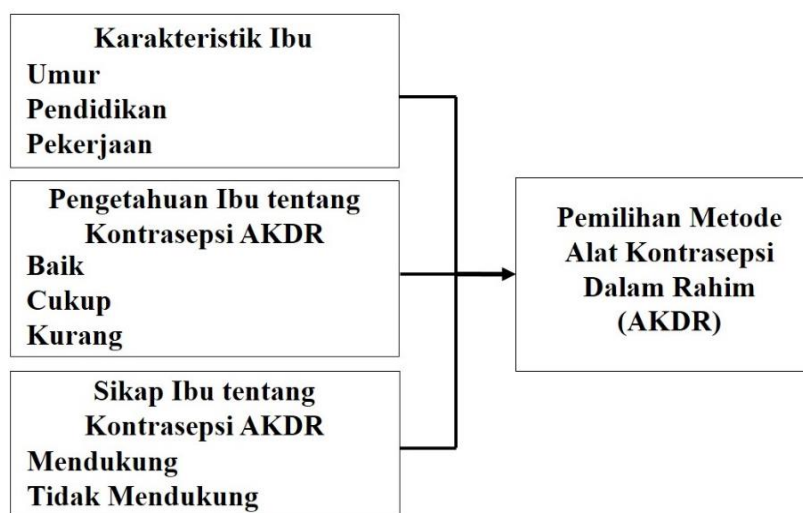 Karakteristik Ibu
Umur
Pendidikan
Pekerjaan
Pengetahuan Ibu tentang
Kontrasepsi AKDR
Baik
Cukup
Kurang
Sikap Ibu tentang
Kontrasepsi AKDR
Mendukung
Tidak Mendukung
Pemilihan Metode
Alat Kontrasepsi
Dalam Rahim
(AKDR)